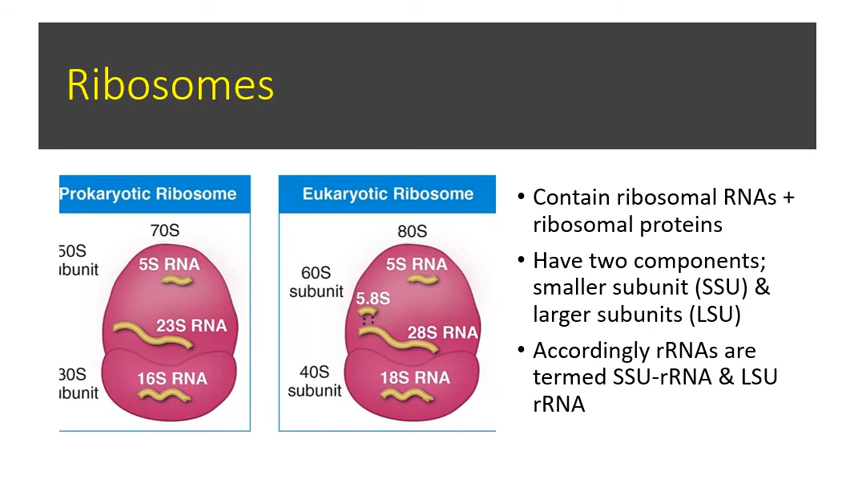 Ribosomes
Prokaryotic Ribosome
70S
50S
ubunit
5S RNA
23S RNA
30S
ubunit
16S RNA
Eukaryotic Ribosome
80S
60S
subunit
5S RNA
5.8S
28S RNA
40S
subunit
18S RNA
• Contain ribosomal RNAs +
ribosomal proteins
• Have two components;
smaller subunit (SSU) &
larger subunits (LSU)
• Accordingly rRNAs are
termed SSU-rRNA & LSU
rRNA